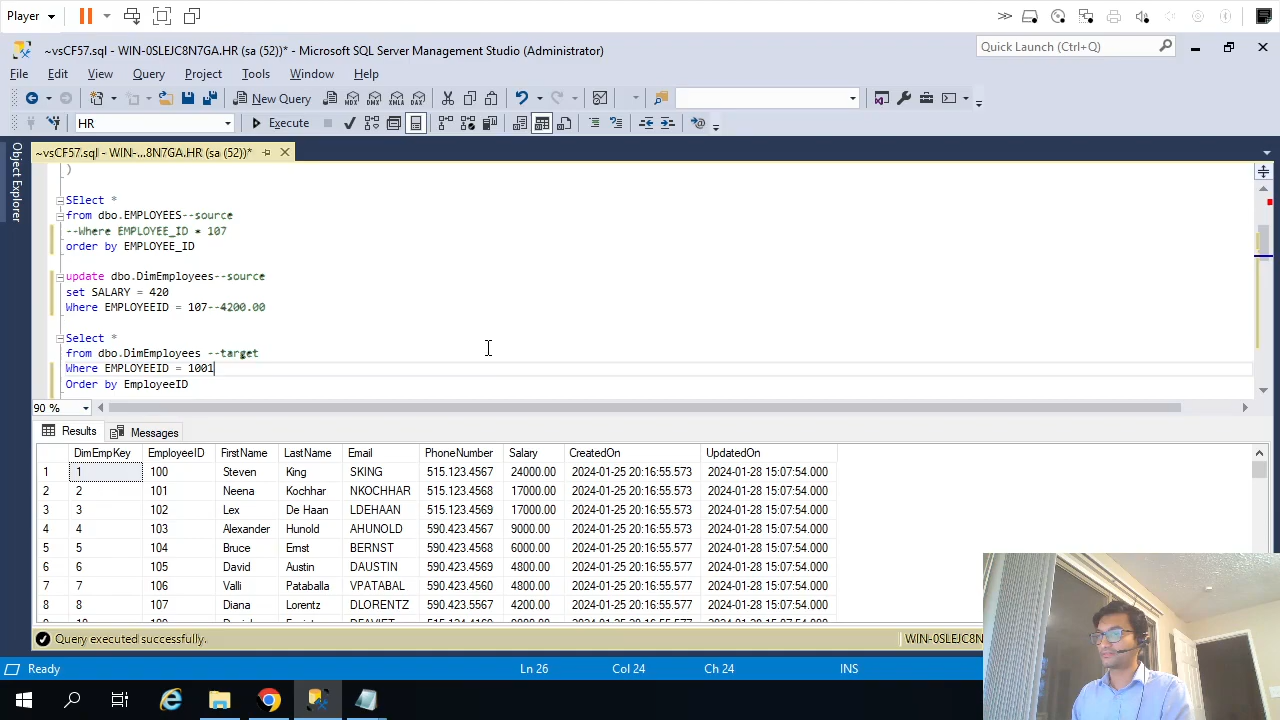 Player
~vsCF57.sql - WIN-0SLEJC8N7GA.HR (sa (52))* - Microsoft SQL Server Management Studio (Administrator)
Quick Launch (Ctrl+Q)
File Edit View Query Project Tools Window Help
New Query MDX DMX XMLA DAX
HR Execute
Object Explorer
~vsCF57.sql - WIN-...8N7GA.HR (sa (52))*
)
SElect *
from dbo.EMPLOYEES--source
--Where EMPLOYEE_ID * 107
order by EMPLOYEE_ID
update dbo.DimEmployees--source
set SALARY = 420
Where EMPLOYEEID = 107--4200.00
Select *
from dbo.DimEmployees --target
Where EMPLOYEEID = 1001
Order by EmployeeID
90 %
Results Messages
DimEmpKey EmployeeID FirstName LastName Email PhoneNumber Salary CreatedOn UpdatedOn
1 1 100 Steven King SKING 515.123.4567 24000.00 2024-01-25 20:16:55.573 2024-01-28 15:07:54.000
2 2 101 Neena Kochhar NKOCHHAR 515.123.4568 17000.00 2024-01-25 20:16:55.573 2024-01-28 15:07:54.000
3 3 102 Lex De Haan LDEHAAN 515.123.4569 17000.00 2024-01-25 20:16:55.573 2024-01-28 15:07:54.000
4 4 103 Alexander Hunold AHUNOLD 590.423.4567 9000.00 2024-01-25 20:16:55.577 2024-01-28 15:07:54.000
5 5 104 Bruce Ernst BERNST 590.423.4568 6000.00 2024-01-25 20:16:55.577 2024-01-28 15:07:54.000
6 6 105 David Austin DAUSTIN 590.423.4569 4800.00 2024-01-25 20:16:55.577 2024-01-28 15:07:54.000
7 7 106 Valli Pataballa VPATABAL 590.423.4560 4800.00 2024-01-25 20:16:55.577 2024-01-28 15:07:54.000
8 8 107 Diana Lorentz DLORENTZ 590.423.5567 4200.00 2024-01-25 20:16:55.577 2024-01-28 15:07:54.000
Query executed successfully. WIN-0SLEJC8N
Ready Ln 26 Col 24 Ch 24 INS